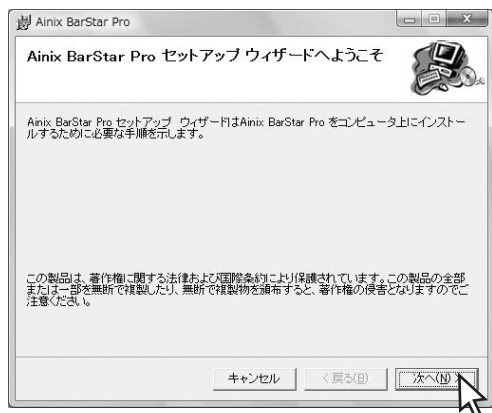 Ainix BarStar Pro
Ainix BarStar Pro セットアップ ウィザードへようこそ
Ainix BarStar Pro セットアップ ウィザードはAinix BarStar Pro をコンピュータ上にインストー
ルするために必要な手順を示します。
この製品は、著作権に関する法律および国際条約により保護されています。この製品の全部
または一部を無断で複製したり、無断で複製物を頒布すると、著作権の侵害となりますのでご
注意ください。
キャンセル
< 戻る(B)
次へ(N) >